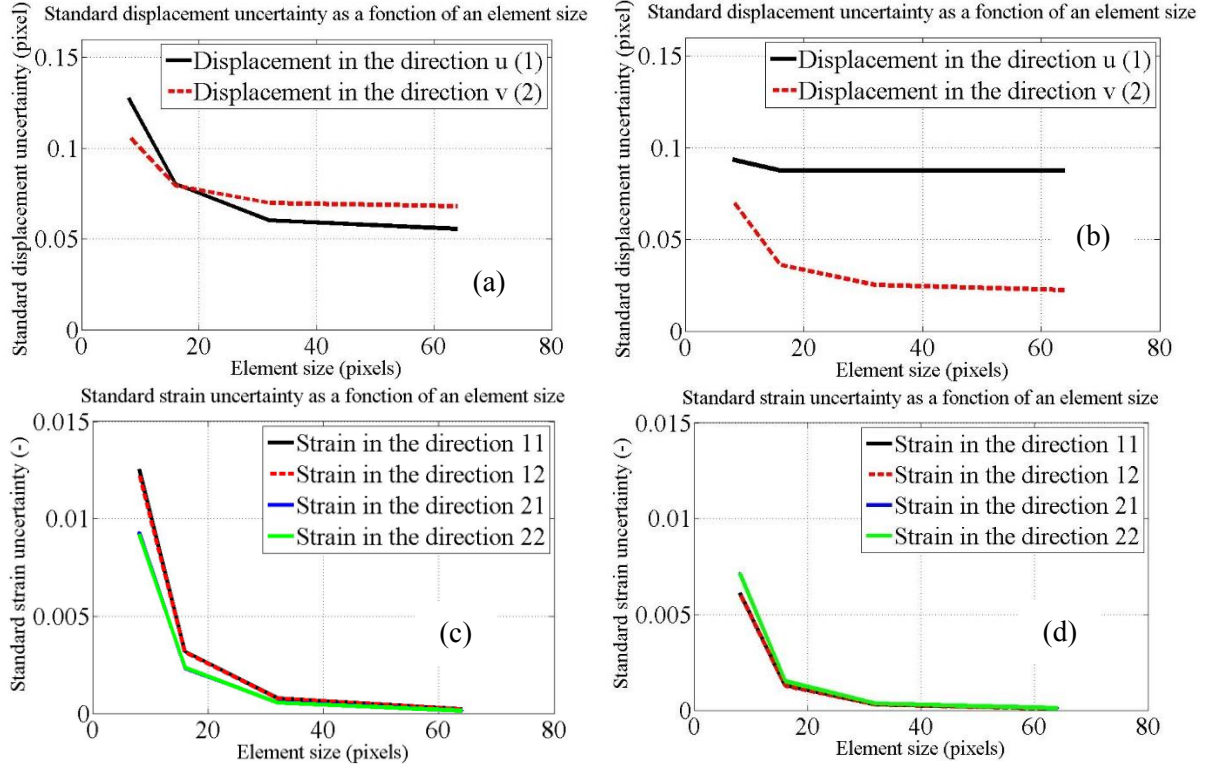 Standard displacement uncertainty as a fonction of an element size
Standard displacement uncertainty (pixel)
0.15
0.1
0.05
0
Displacement in the direction u (1)
Displacement in the direction v (2)
(a)
0 20 40 60 80
Element size (pixels)
Standard displacement uncertainty as a fonction of an element size
Standard displacement uncertainty (pixel)
0.15
0.1
0.05
0
Displacement in the direction u (1)
Displacement in the direction v (2)
(b)
0 20 40 60 80
Element size (pixels)
Standard strain uncertainty as a fonction of an element size
Standard strain uncertainty (-)
0.015
0.01
0.005
0
Strain in the direction 11
Strain in the direction 12
Strain in the direction 21
Strain in the direction 22
(c)
0 20 40 60 80
Element size (pixels)
Standard strain uncertainty as a fonction of an element size
Standard strain uncertainty (-)
0.015
0.01
0.005
0
Strain in the direction 11
Strain in the direction 12
Strain in the direction 21
Strain in the direction 22
(d)
0 20 40 60 80
Element size (pixels)